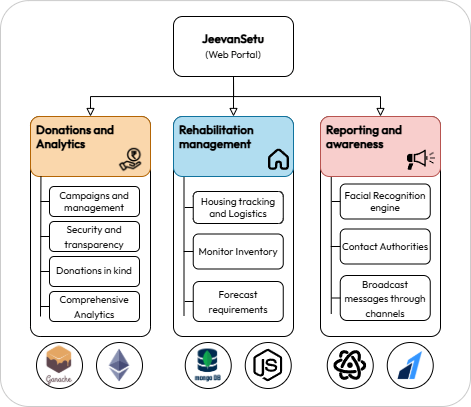 JeevanSetu
(Web Portal)
Donations and
Analytics
Rehabilitation
management
Reporting and
awareness
Campaigns and
management
Security and
transparency
Donations in kind
Comprehensive
Analytics
Housing tracking
and Logistics
Monitor Inventory
Forecast
requirements
Facial Recognition
engine
Contact Authorities
Broadcast
messages through
channels
Ganache
mongo DB
JS